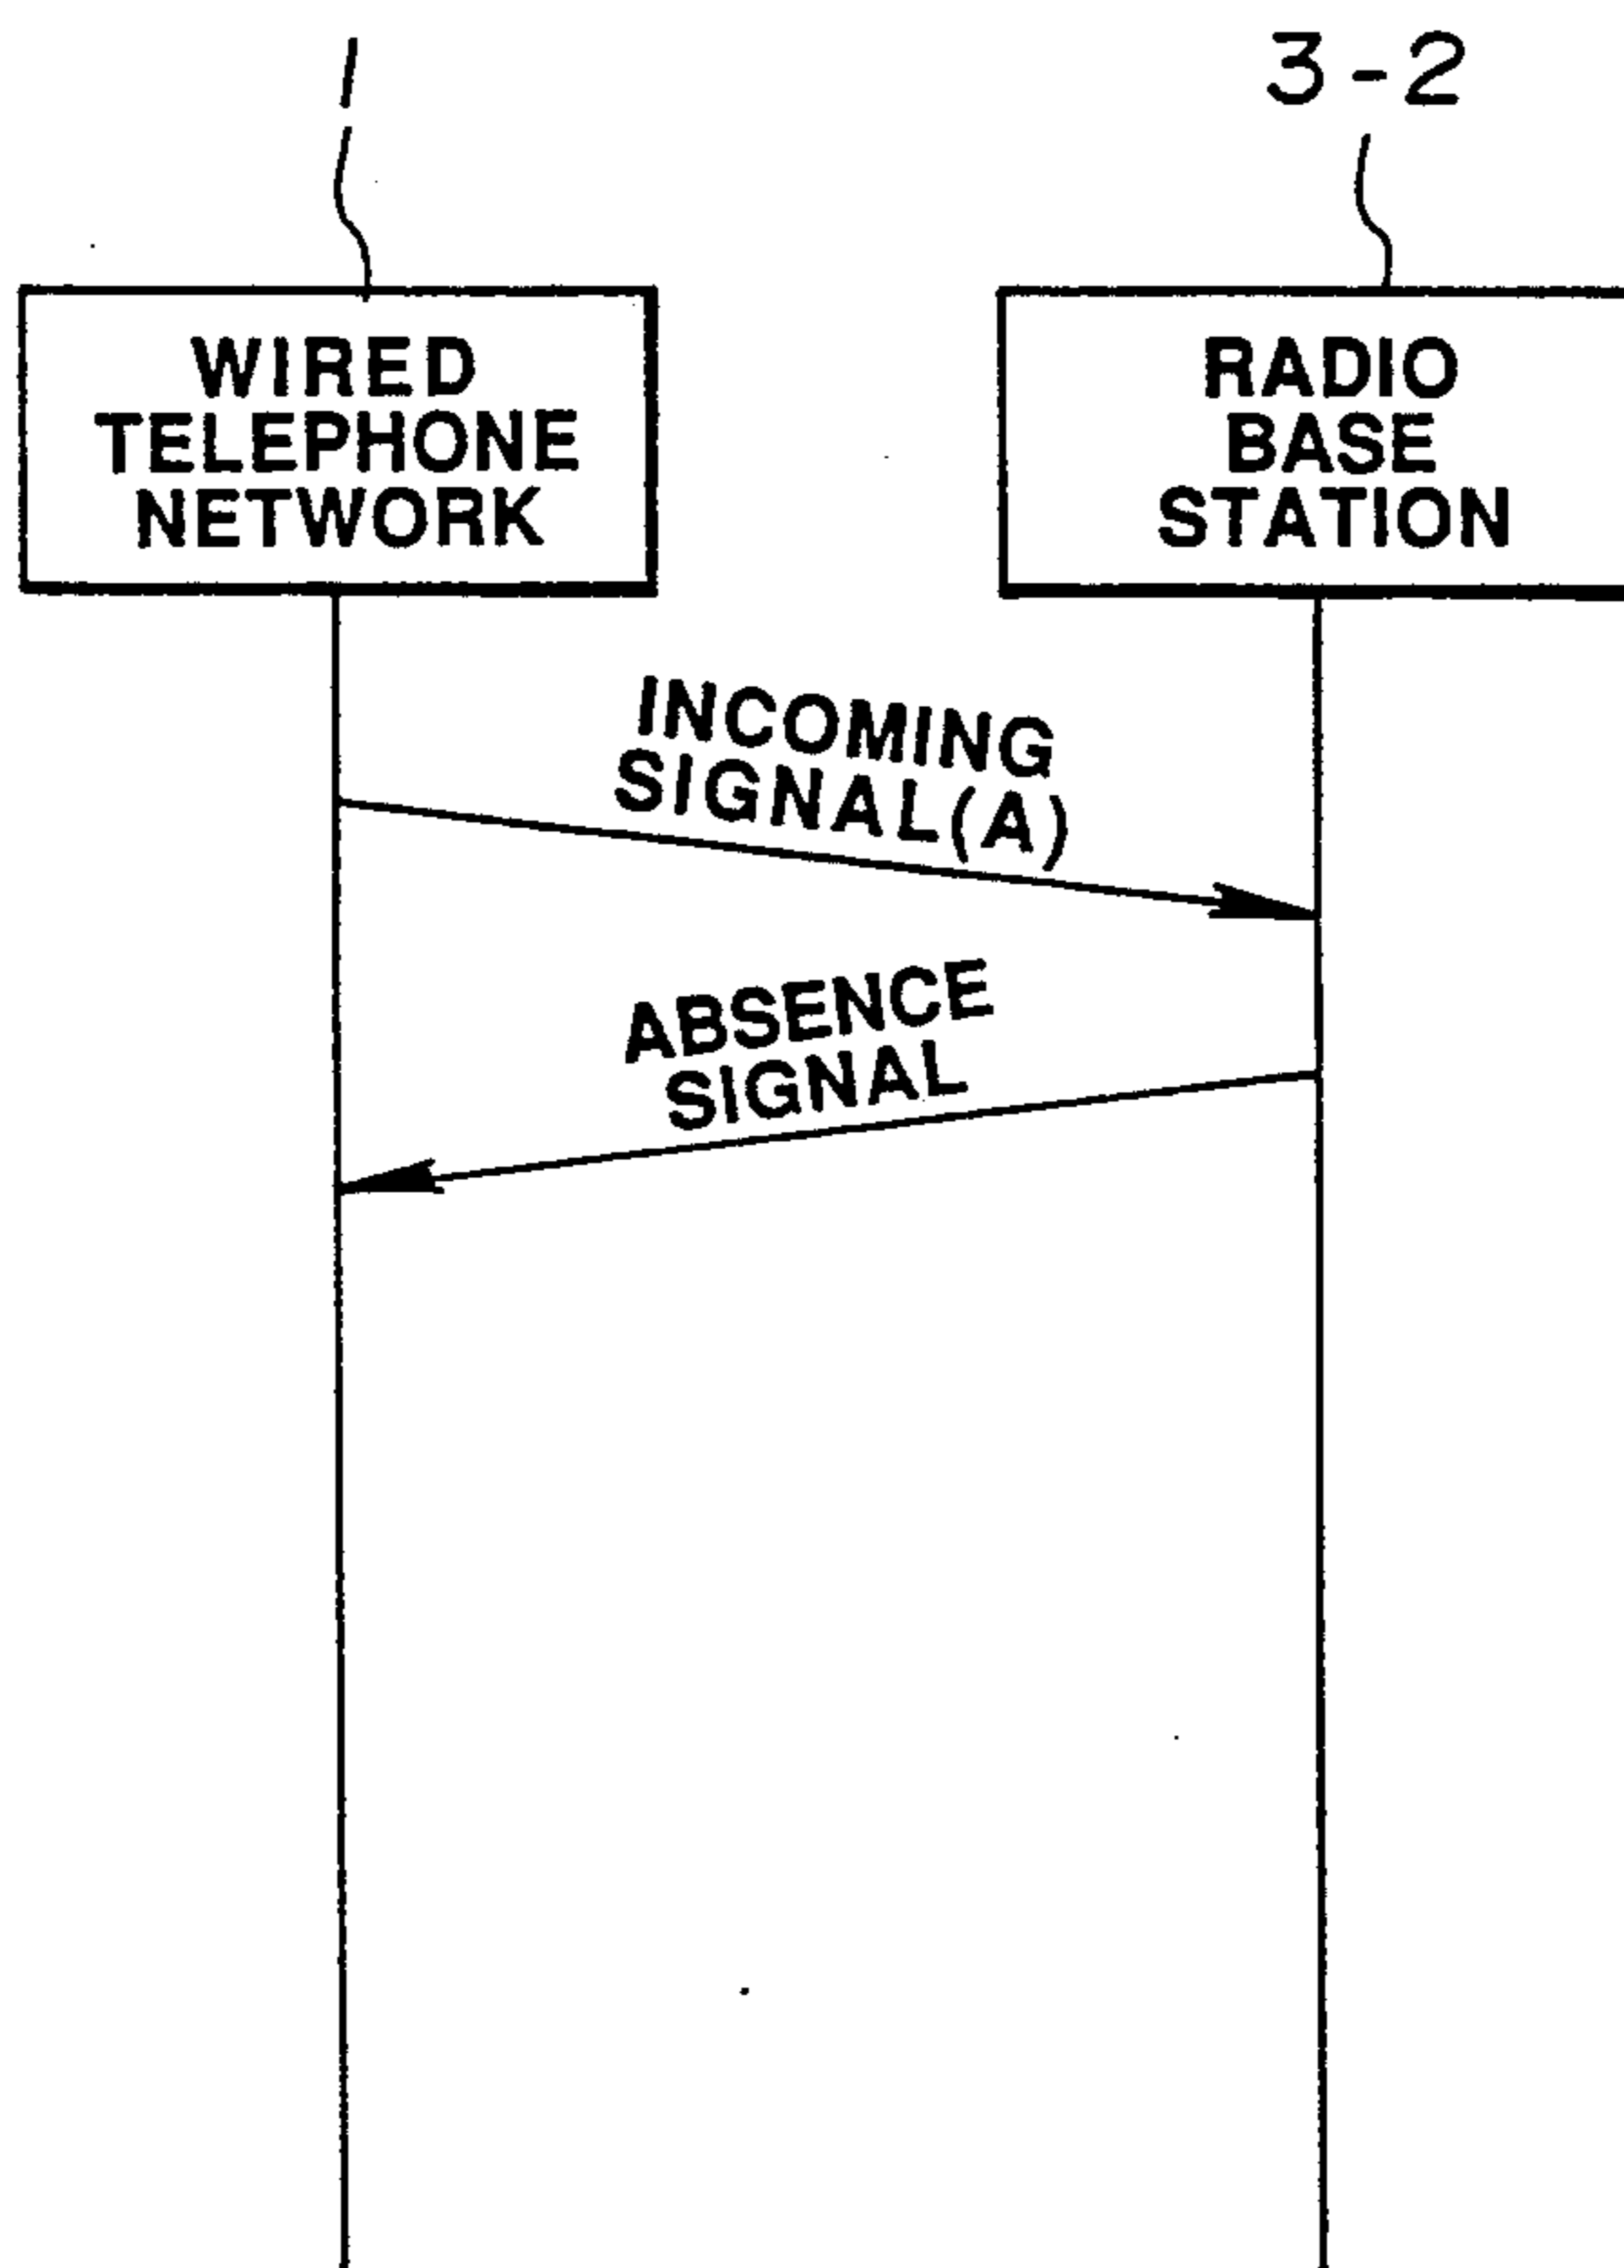 1
3-2
WIRED
TELEPHONE
NETWORK
RADIO
BASE
STATION
INCOMING
SIGNAL(A)
ABSENCE
SIGNAL